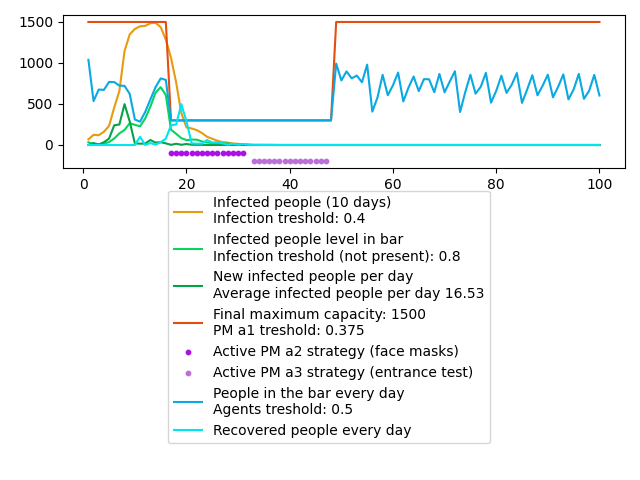 1500
1000
500
0
0
20
40
60
80
100
Infected people (10 days)
Infection treshold: 0.4
Infected people level in bar
Infection treshold (not present): 0.8
New infected people per day
Average infected people per day 16.53
Final maximum capacity: 1500
PM a1 treshold: 0.375
Active PM a2 strategy (face masks)
Active PM a3 strategy (entrance test)
People in the bar every day
Agents treshold: 0.5
Recovered people every day